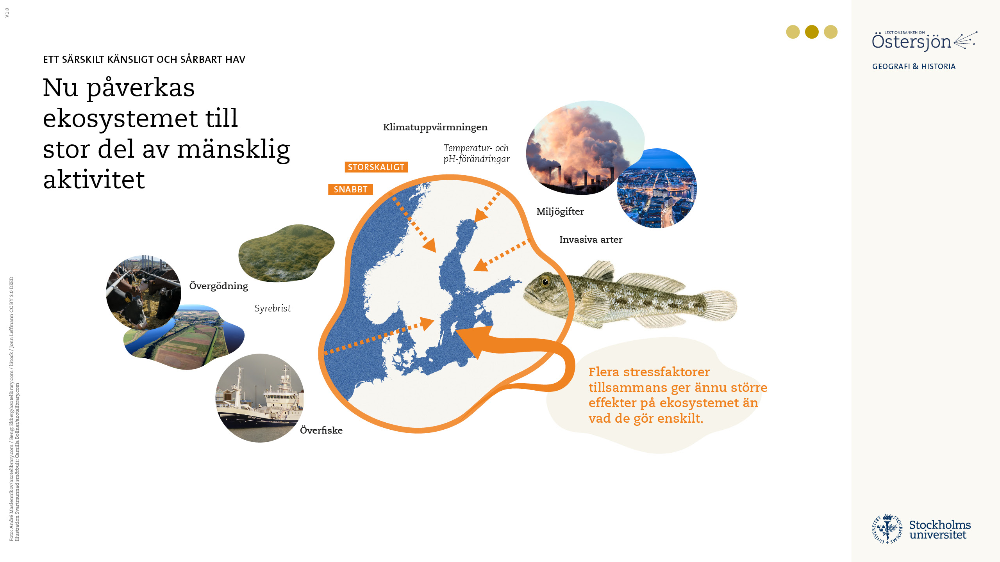 V1.0
ETT SÄRSKILT KÄNSLIGT OCH SÅRBART HAV
Nu påverkas
ekosystemet till
stor del av mänsklig
aktivitet
LEKTIONSBANKEN OM
Östersjön
GEOGRAFI & HISTORIA
Klimatuppvärmningen
Temperatur- och
pH-förändringar
STORSKALIGT
SNABBT
Miljögifter
Invasiva arter
Övergödning
Syrebrist
Överfiske
Flera stressfaktorer
tillsammans ger ännu större
effekter på ekosystemet än
vad de gör enskilt.
Foto: André Maslennikov/azotelibrary.com / Bengt Ekberg/azotelibrary.com / iStock / Jonn Leffmann CC BY 3.0 DEED
Illustration Svartmunnad smörbult: Camilla Bollner/azotelibrary.com
STOCKHOLMS UNIVERSITET
Stockholms
universitet